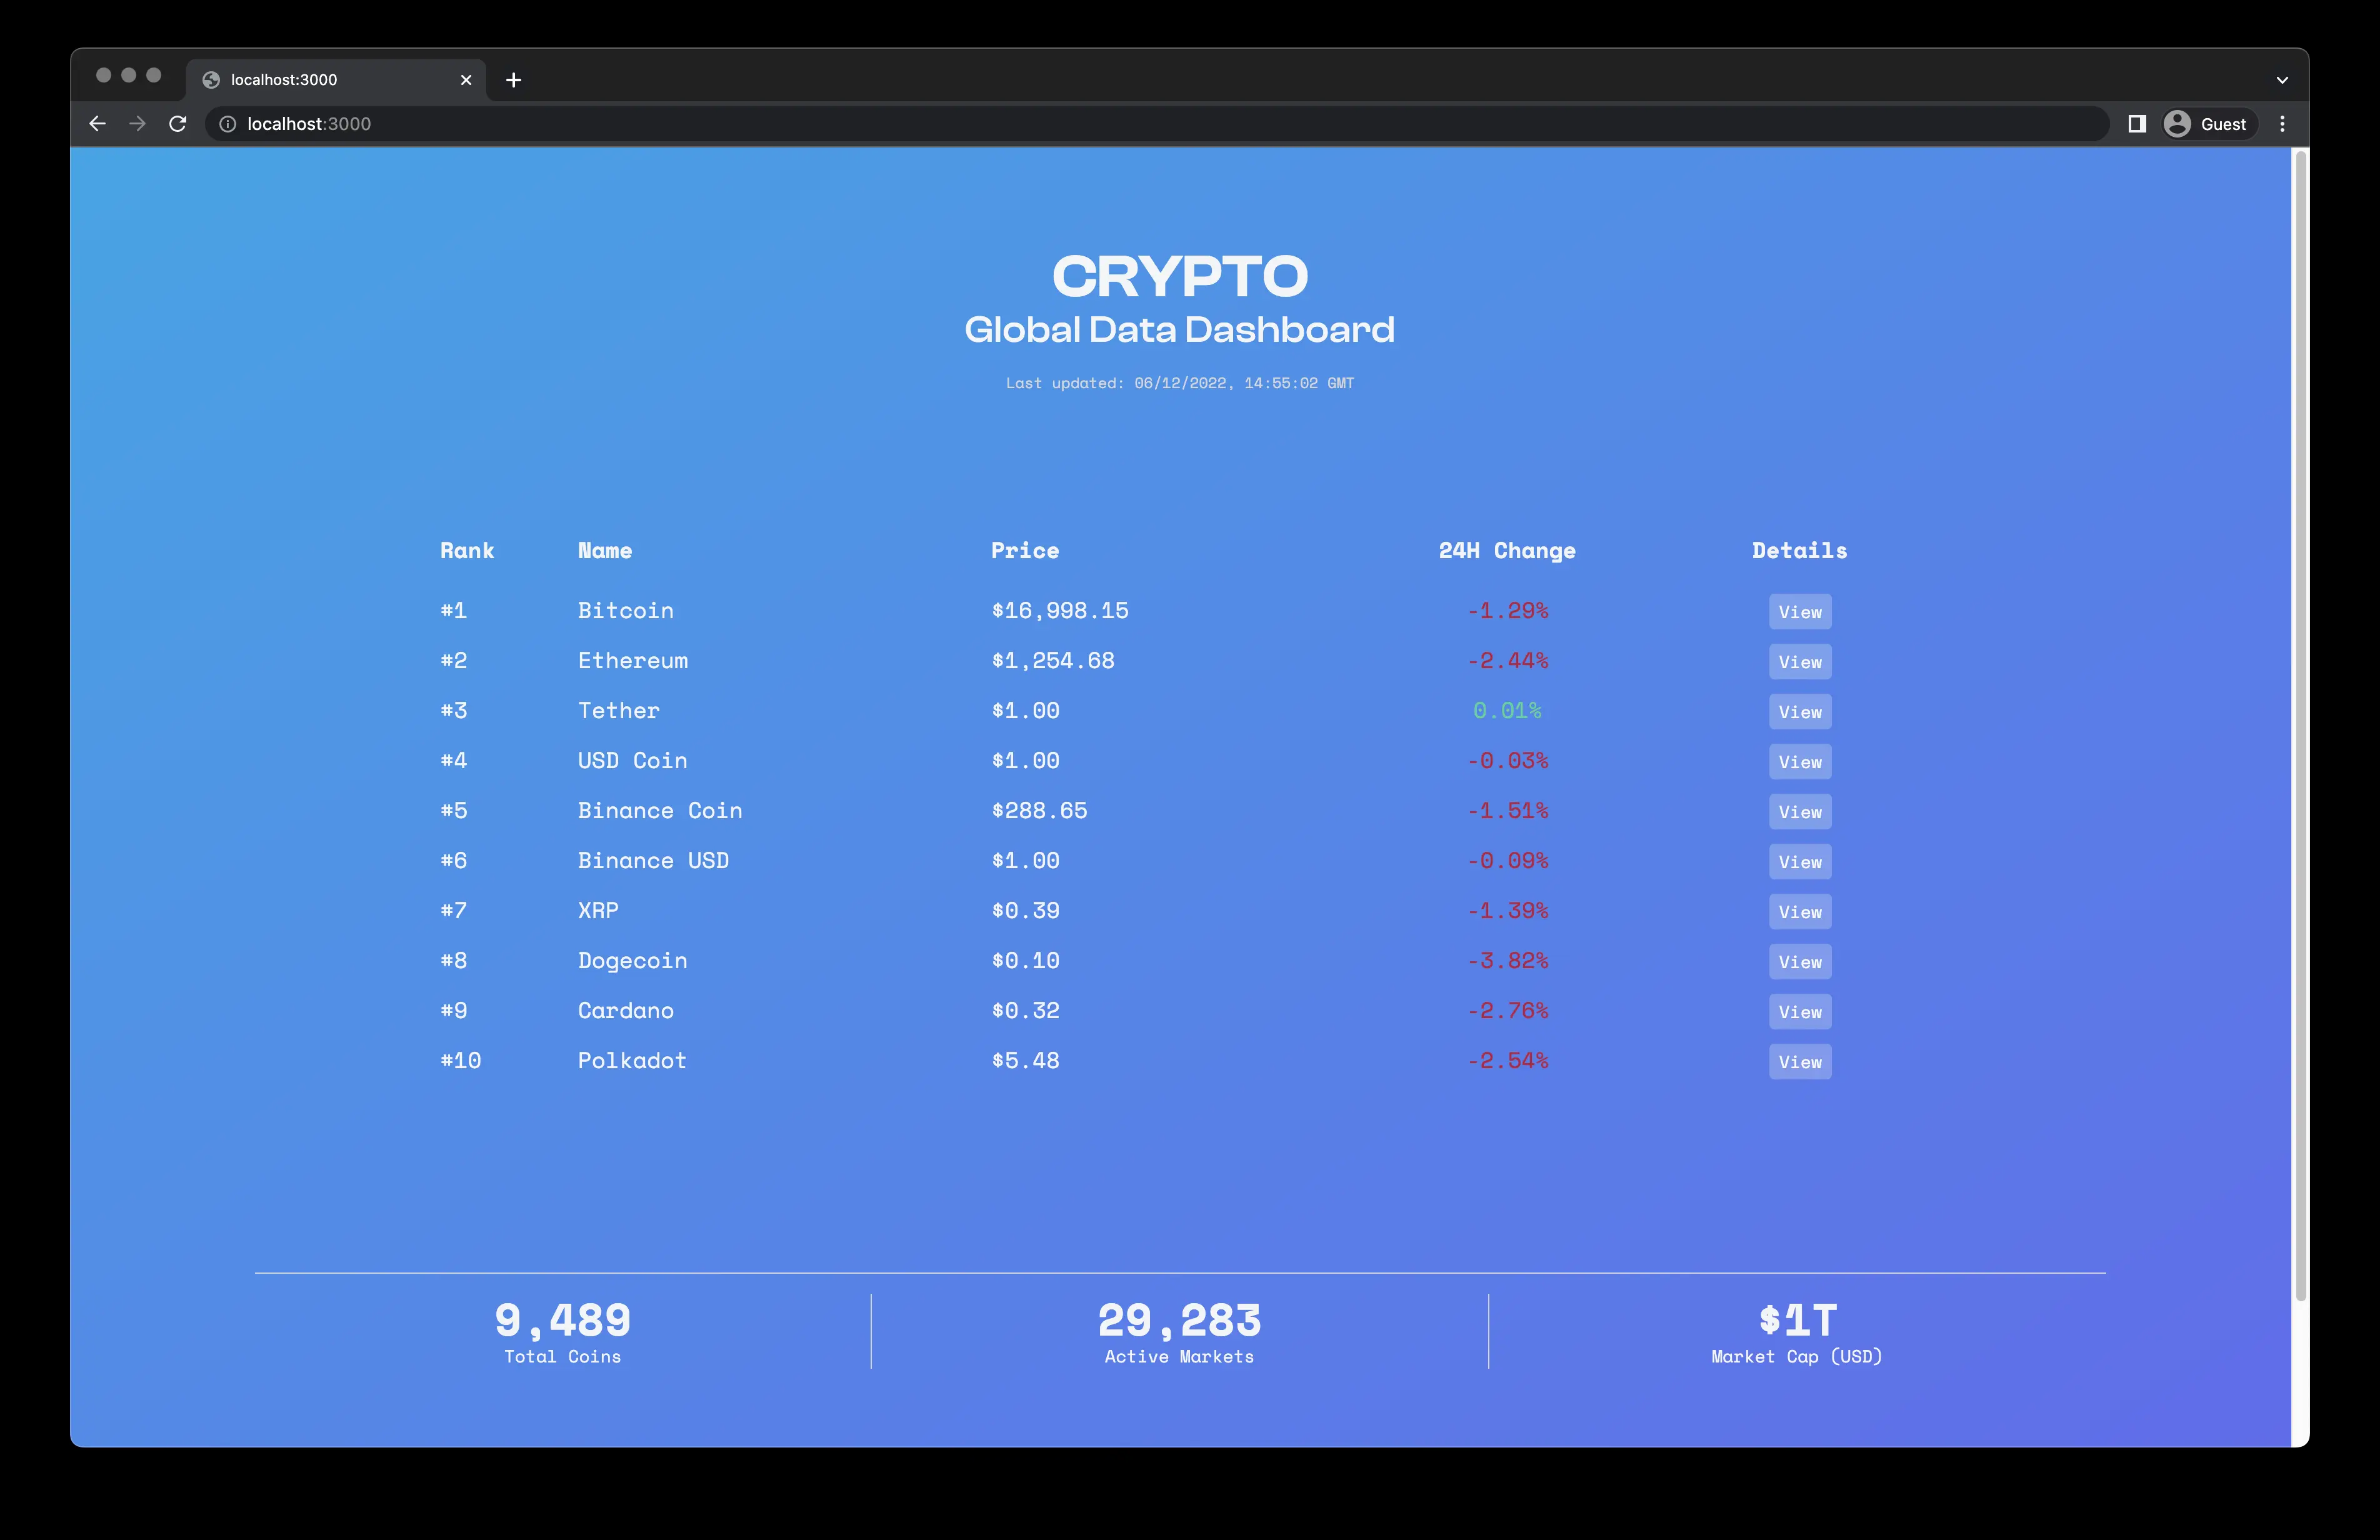 localhost:3000
localhost:3000 Guest
CRYPTO
Global Data Dashboard
Last updated: 06/12/2022, 14:55:02 GMT
Rank Name Price 24H Change Details
#1 Bitcoin $16,998.15 -1.29% View
#2 Ethereum $1,254.68 -2.44% View
#3 Tether $1.00 0.01% View
#4 USD Coin $1.00 -0.03% View
#5 Binance Coin $288.65 -1.51% View
#6 Binance USD $1.00 -0.09% View
#7 XRP $0.39 -1.39% View
#8 Dogecoin $0.10 -3.82% View
#9 Cardano $0.32 -2.76% View
#10 Polkadot $5.48 -2.54% View
9,489 29,283 $1T
Total Coins Active Markets Market Cap (USD)